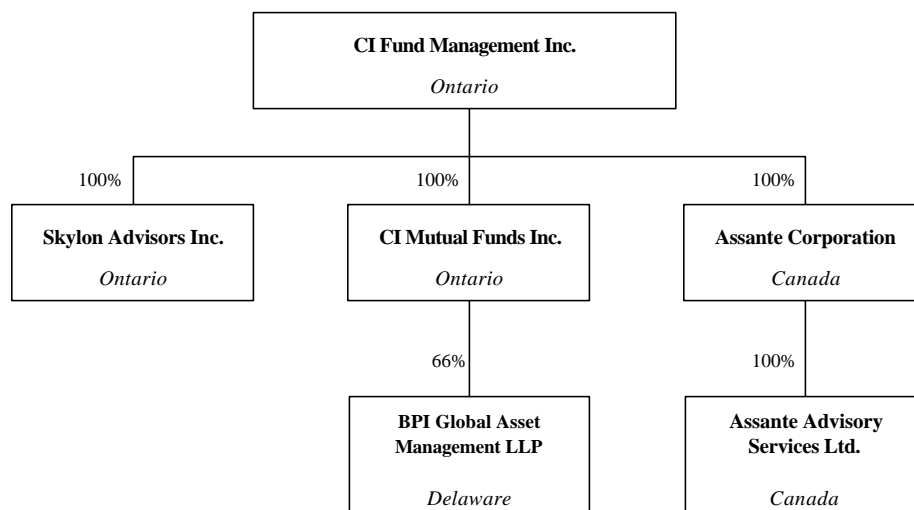 CI Fund Management Inc.
Ontario
100%
100%
100%
Skylon Advisors Inc.
Ontario
CI Mutual Funds Inc.
Ontario
Assante Corporation
Canada
66%
100%
BPI Global Asset
Management LLP
Delaware
Assante Advisory
Services Ltd.
Canada